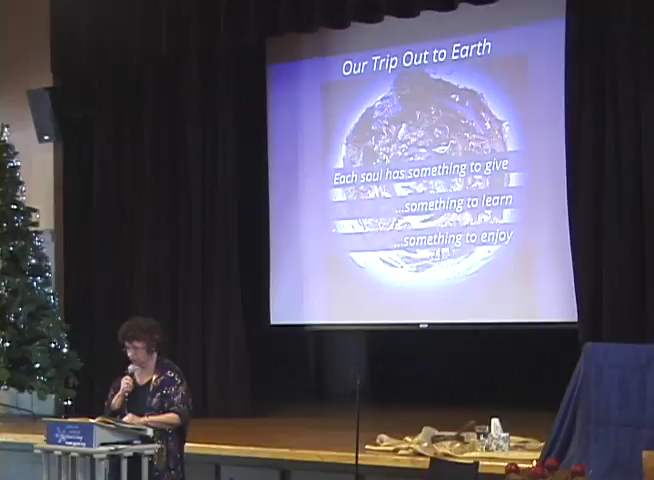 Our Trip Out to Earth
Each soul has something to give
...something to learn
...something to enjoy